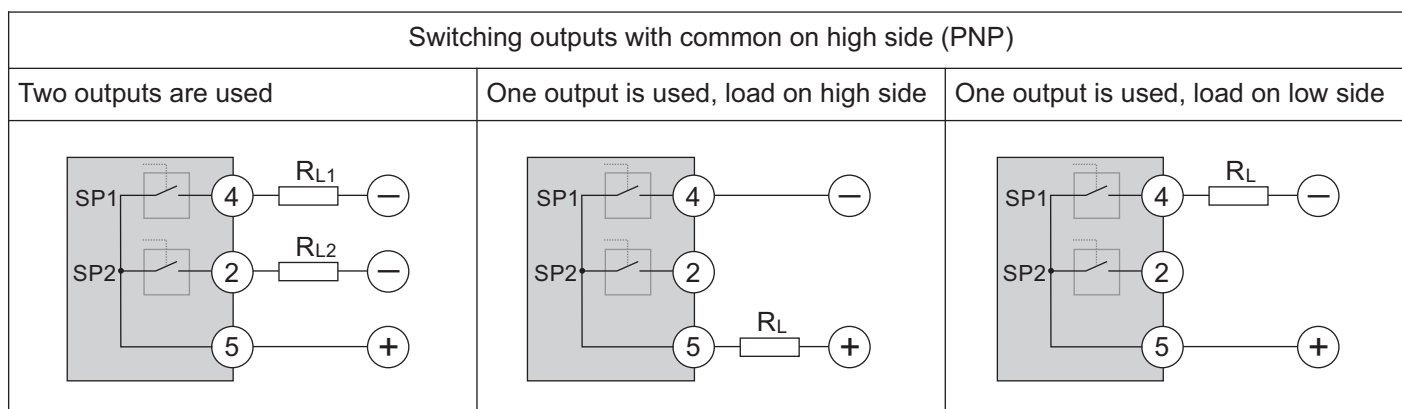 Switching outputs with common on high side (PNP)
Two outputs are used
One output is used, load on high side
One output is used, load on low side
SP1
4
RL1
−
SP2
2
RL2
−
5
+
SP1
4
−
SP2
2
5
RL
+
SP1
4
RL
−
SP2
2
5
+